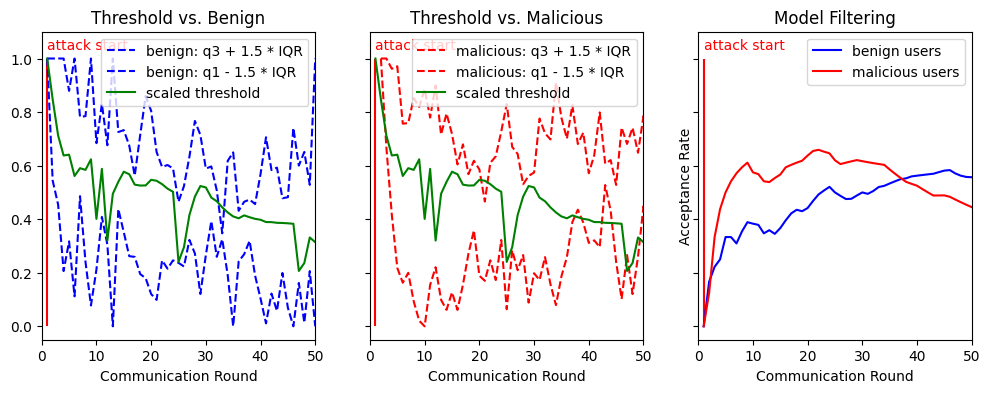 Threshold vs. Benign
attack start
benign: q3 + 1.5 * IQR
benign: q1 - 1.5 * IQR
scaled threshold
1.0
0.8
0.6
0.4
0.2
0.0
0 10 20 30 40 50
Communication Round
Threshold vs. Malicious
attack start
malicious: q3 + 1.5 * IQR
malicious: q1 - 1.5 * IQR
scaled threshold
0 10 20 30 40 50
Communication Round
Model Filtering
attack start
benign users
malicious users
Acceptance Rate
0 10 20 30 40 50
Communication Round